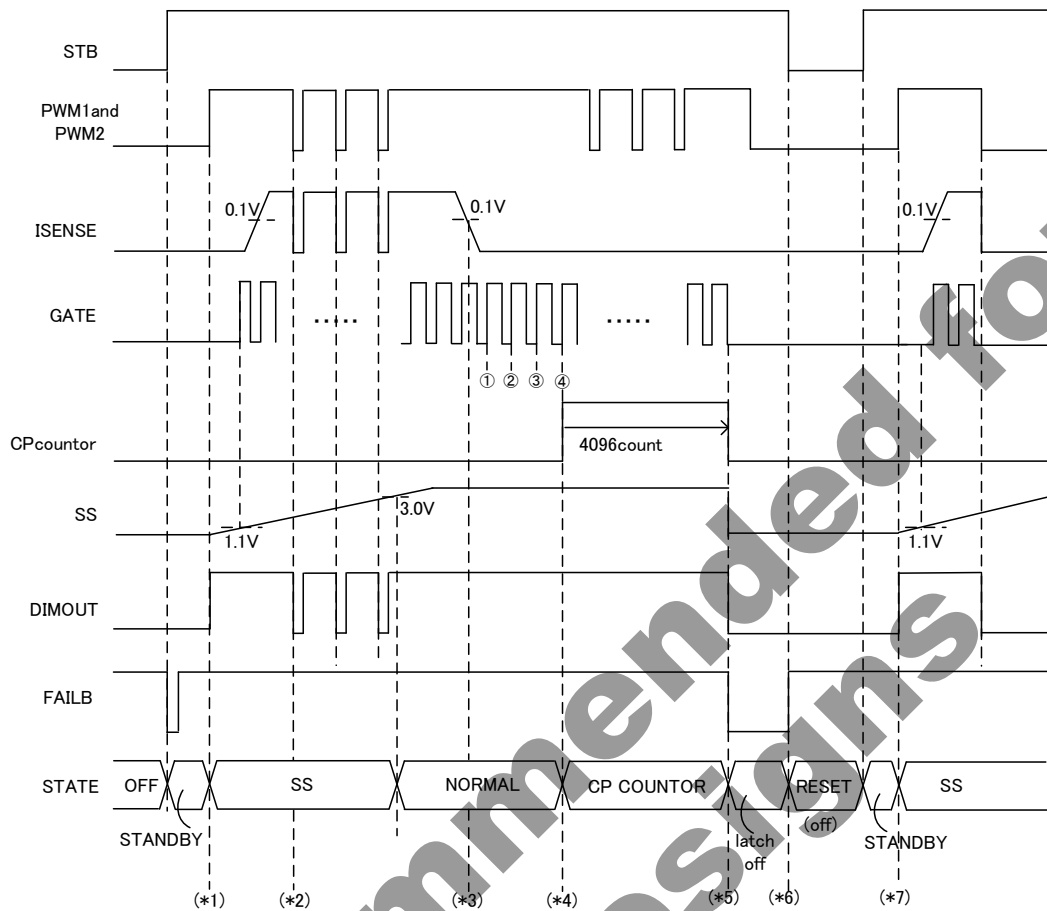 STB
PWM1and
PWM2
0.1V
0.1V
0.1V
ISENSE
GATE
.....
.....
① ② ③ ④
CPcountor
4096count
SS
3.0V
1.1V
1.1V
DIMOUT
FAILB
STATE OFF SS NORMAL CP COUNTOR RESET SS
(off)
STANDBY
latch
off
STANDBY
(*1) (*2) (*3) (*4) (*5) (*6) (*7)